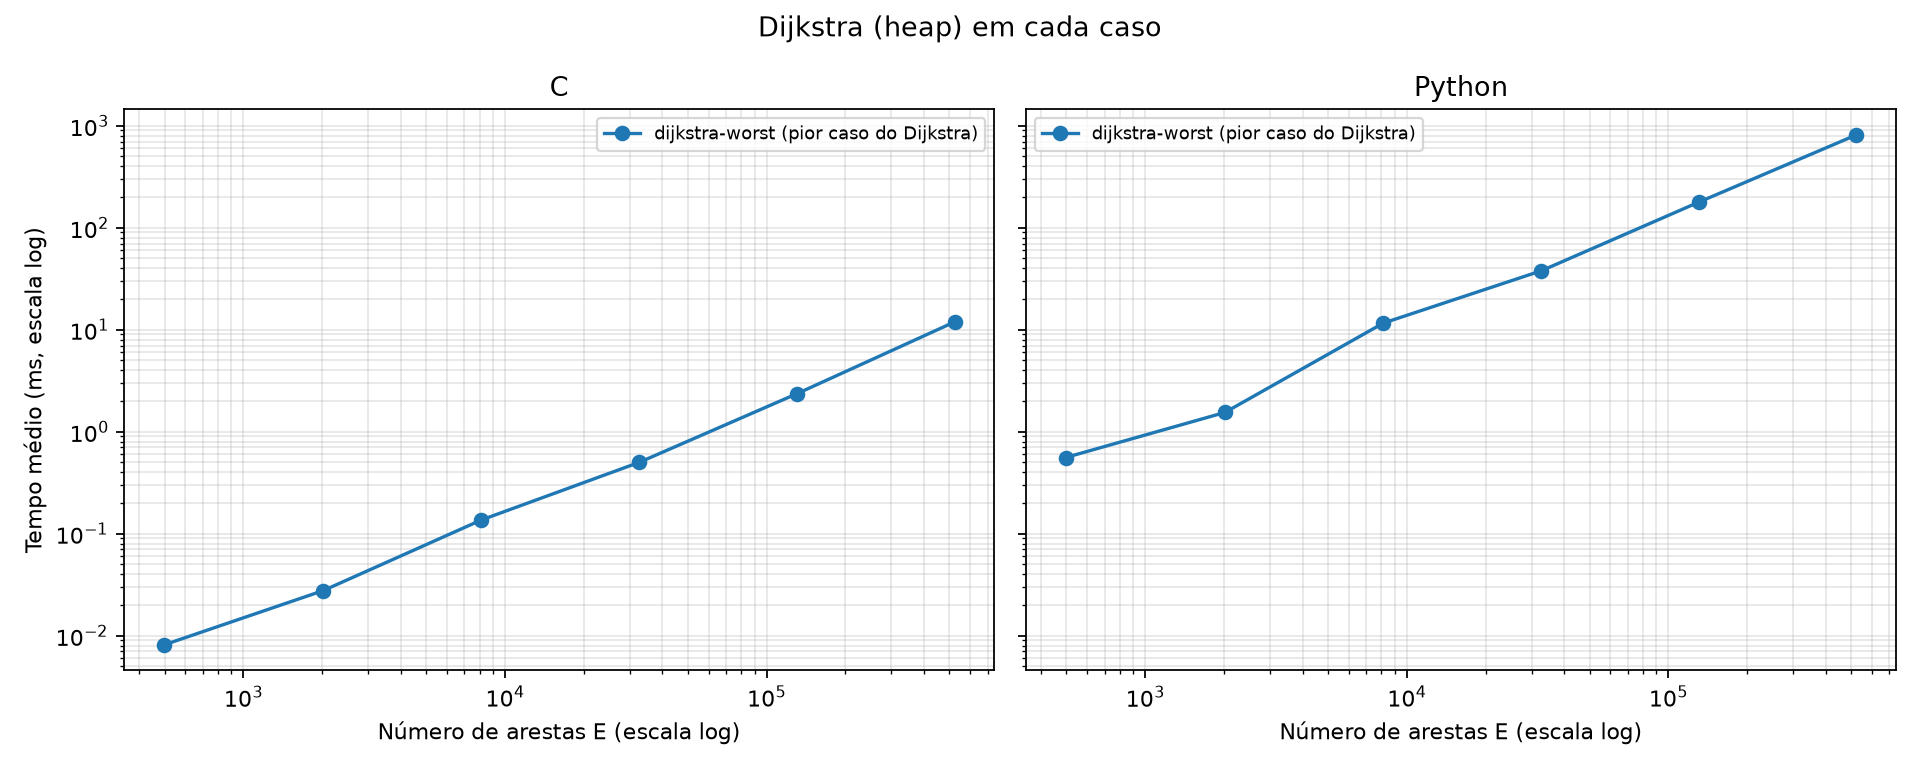 Dijkstra (heap) em cada caso
C
Python
dijkstra-worst (pior caso do Dijkstra)
dijkstra-worst (pior caso do Dijkstra)
Tempo médio (ms, escala log)
10³
10²
10¹
10⁰
10⁻¹
10⁻²
10³ 10⁴ 10⁵
10³ 10⁴ 10⁵
Número de arestas E (escala log)
Número de arestas E (escala log)